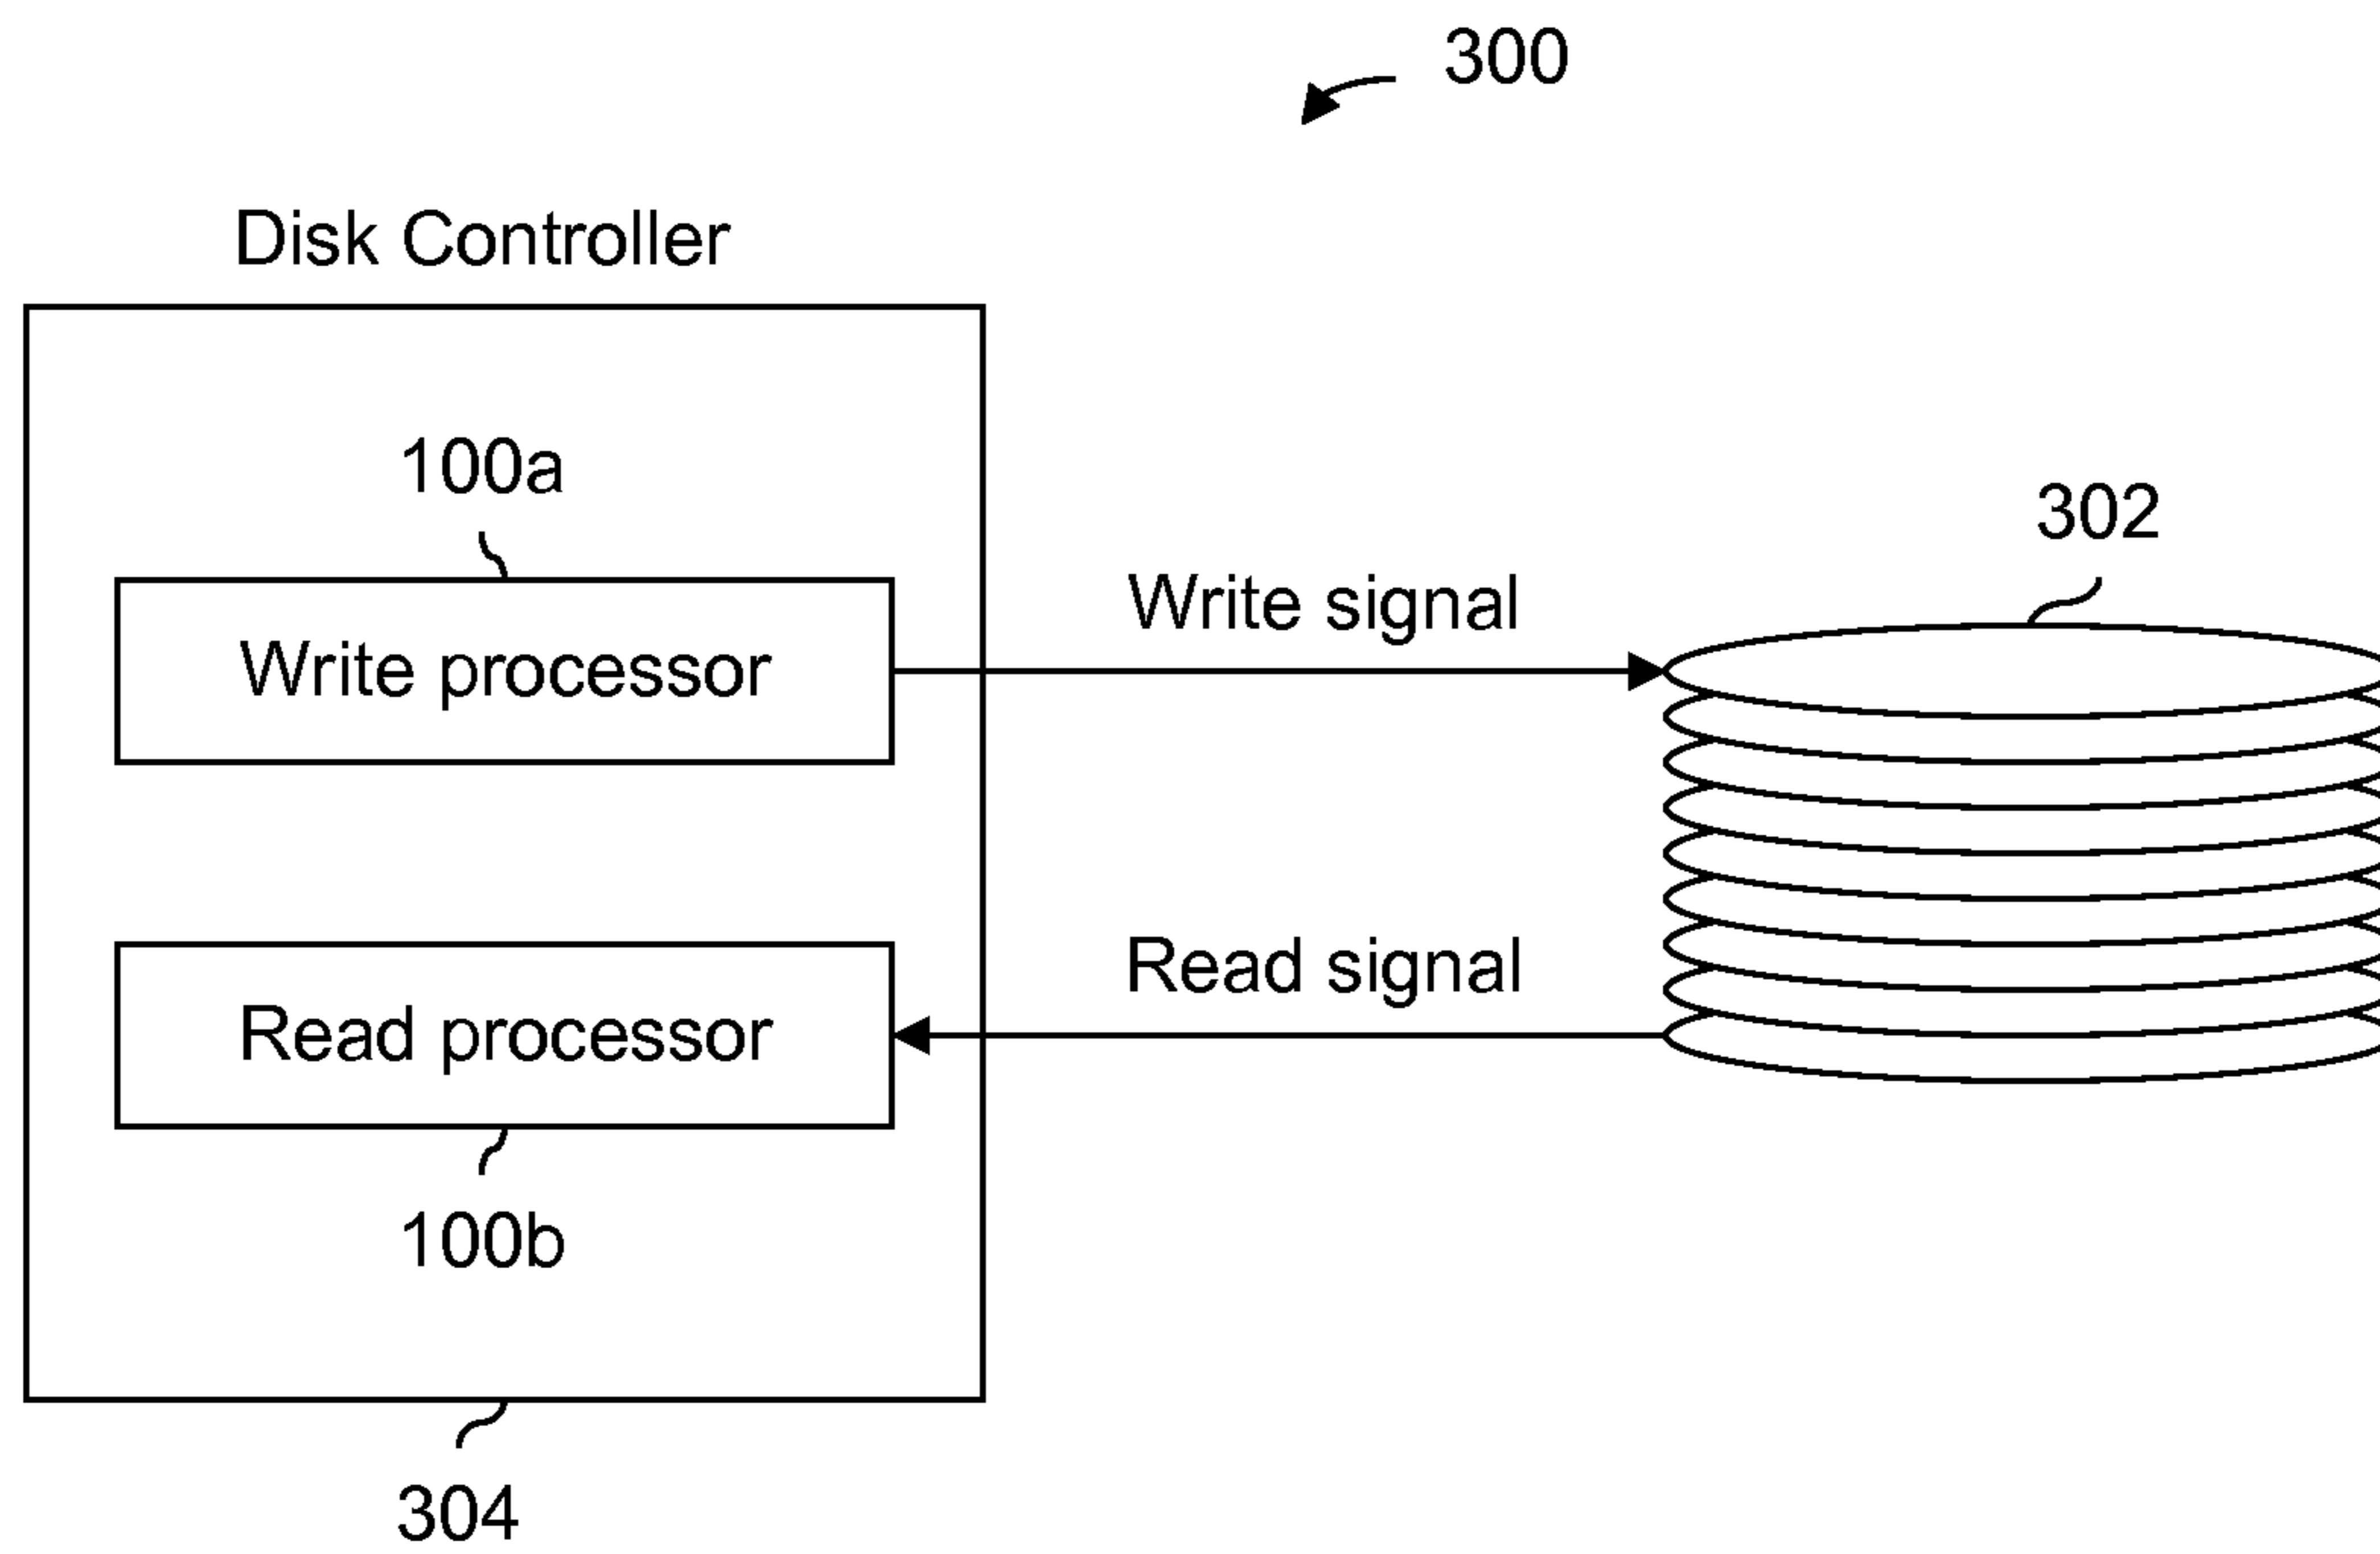 300
Disk Controller
100a
302
Write signal
Write processor
Read signal
Read processor
100b
304